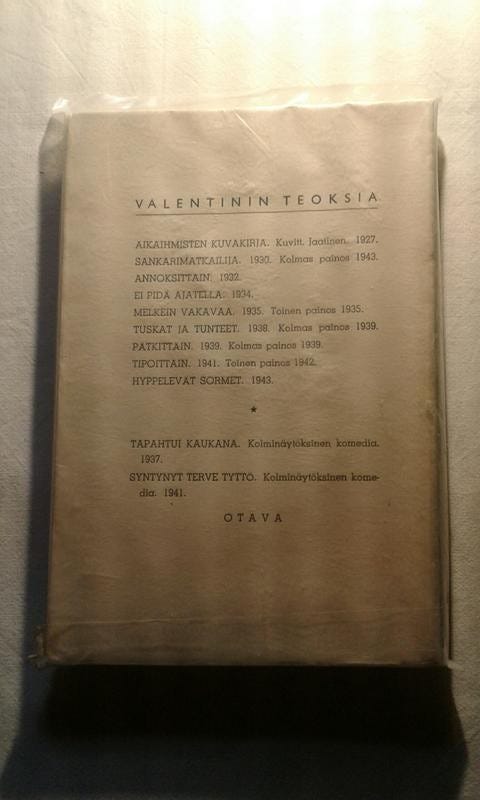 VALENTININ TEOKSIA
AIKAIHMISTEN KUVAKIRJA. Kuvitt. Jaatinen. 1927.
SANKARIMATKAILIJA. 1930. Kolmas painos 1943.
ANNOKSITTAIN. 1932.
EI PIDÄ AJATELLA. 1934.
MELKEIN VAKAVAA. 1935. Toinen painos 1935.
TUSKAT JA TUNTEET. 1938. Kolmas painos 1939.
PÄTKITTÄIN. 1939. Kolmas painos 1939.
TIPOITTAIN. 1941. Toinen painos 1942.
HYPPELEVÄT SORMET. 1943.
★
TAPAHTUI KAUKANA. Kolminäytöksinen komedia.
1937.
SYNTYNYT TERVE TYTTÖ. Kolminäytöksinen kome-
dia. 1941.
OTAVA